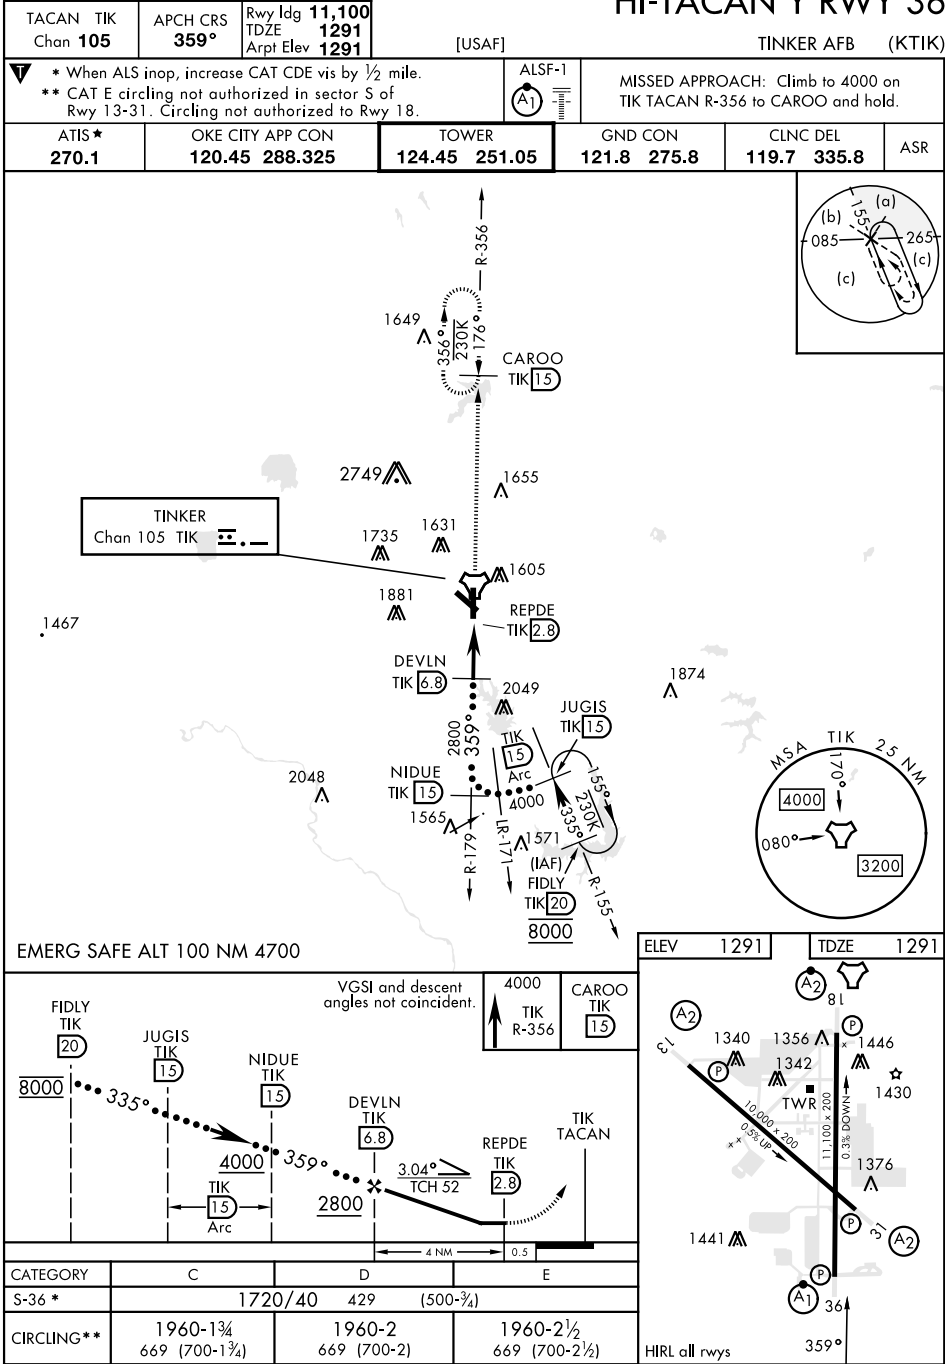 HI-TACAN Y RWY 36
TACAN TIK
Chan 105
APCH CRS
359°
Rwy ldg 11,100
TDZE 1291
Arpt Elev 1291
[USAF]
TINKER AFB (KTIK)
T
* When ALS inop, increase CAT CDE vis by ½ mile.
** CAT E circling not authorized in sector S of
Rwy 13-31. Circling not authorized to Rwy 18.
ALSF-1
A1
MISSED APPROACH: Climb to 4000 on
TIK TACAN R-356 to CAROO and hold.
ATIS★
270.1
OKE CITY APP CON
120.45 288.325
TOWER
124.45 251.05
GND CON
121.8 275.8
CLNC DEL
119.7 335.8
ASR
R-356
155
(a)
(b)
085
265
(c)
(c)
1649
356°
230K
176°
CAROO
TIK 15
2749
1655
TINKER
Chan 105 TIK
1735
1631
1605
1881
REPDE
TIK 2.8
1467
DEVLN
TIK 6.8
1874
2049
JUGIS
TIK 15
2800
359°
TIK
15
Arc
4000
NIDUE
TIK 15
2048
1565
155°
230K
335°
1571
R-179
LR-171
(IAF)
FIDLY
TIK 20
8000
R-155
MSA TIK 25 NM
170°
4000
080°
3200
EMERG SAFE ALT 100 NM 4700
ELEV 1291
TDZE 1291
VGSI and descent
angles not coincident.
4000
TIK
R-356
CAROO
TIK
15
FIDLY
TIK
20
8000
335°
JUGIS
TIK
15
NIDUE
TIK
15
4000
359°
TIK
15
Arc
DEVLN
TIK
6.8
2800
3.04°
TCH 52
REPDE
TIK
2.8
TIK
TACAN
4 NM
0.5
A2
18
A2
13
P
1340
1356
1446
P
1342
TWR
1430
10,000 x 200
0.5% UP
11,100 x 200
0.3% DOWN
1376
1441
P
31
A2
P
A1
36
359°
HIRL all rwys
CATEGORY C D E
S-36 * 1720/40 429 (500-¾)
CIRCLING** 1960-1¾ 669 (700-1¾) 1960-2 669 (700-2) 1960-2½ 669 (700-2½)